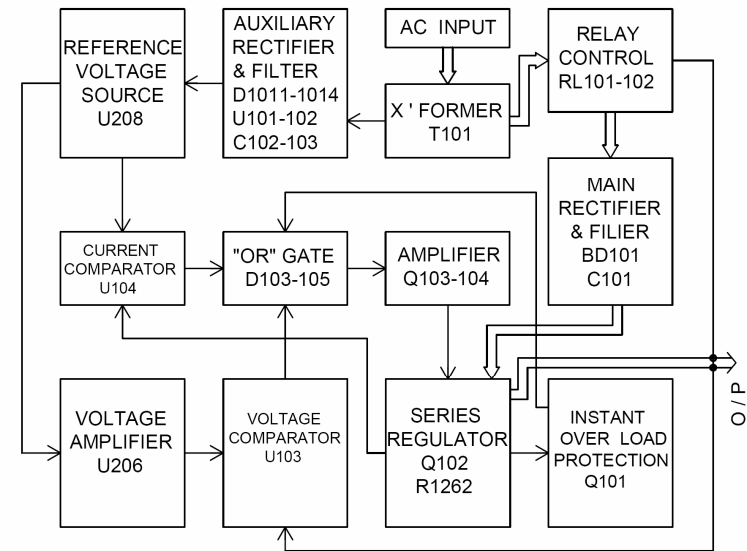 REFERENCE
VOLTAGE
SOURCE
U208
AUXILIARY
RECTIFIER
& FILTER
D1011-1014
U101-102
C102-103
AC INPUT
X ' FORMER
T101
RELAY
CONTROL
RL101-102
MAIN
RECTIFIER
& FILIER
BD101
C101
CURRENT
COMPARATOR
U104
"OR" GATE
D103-105
AMPLIFIER
Q103-104
VOLTAGE
AMPLIFIER
U206
VOLTAGE
COMPARATOR
U103
SERIES
REGULATOR
Q102
R1262
INSTANT
OVER LOAD
PROTECTION
Q101
O / P